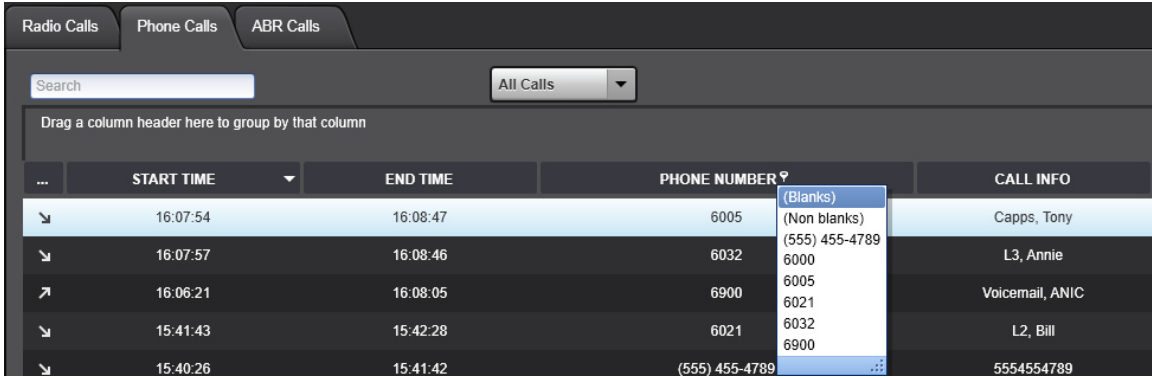 Radio Calls Phone Calls ABR Calls
Search All Calls
Drag a column header here to group by that column
... START TIME END TIME PHONE NUMBER CALL INFO
16:07:54 16:08:47 6005 Capps, Tony
16:07:57 16:08:46 6032 L3, Annie
16:06:21 16:08:05 6900 Voicemail, ANIC
15:41:43 15:42:28 6021 L2, Bill
15:40:26 15:41:42 (555) 455-4789 5554554789
(Blanks)
(Non blanks)
(555) 455-4789
6000
6005
6021
6032
6900